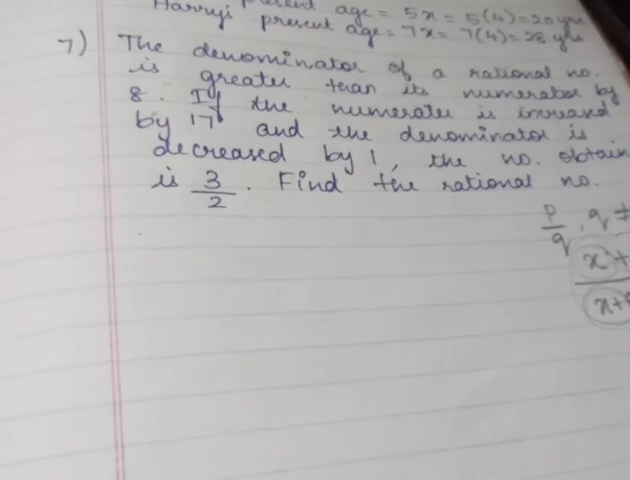 Harry's present age = 5x = 5(4) = 20 yrs
present age = 7x = 7(4) = 28 yrs
7) The denominator of a rational no.
is greater than its numerator by
8. If the numerator is increased
by 17 and the denominator is
decreased by 1, the no. obtain
is 3/2. Find the rational no.
p/q, q ≠
x +
x +